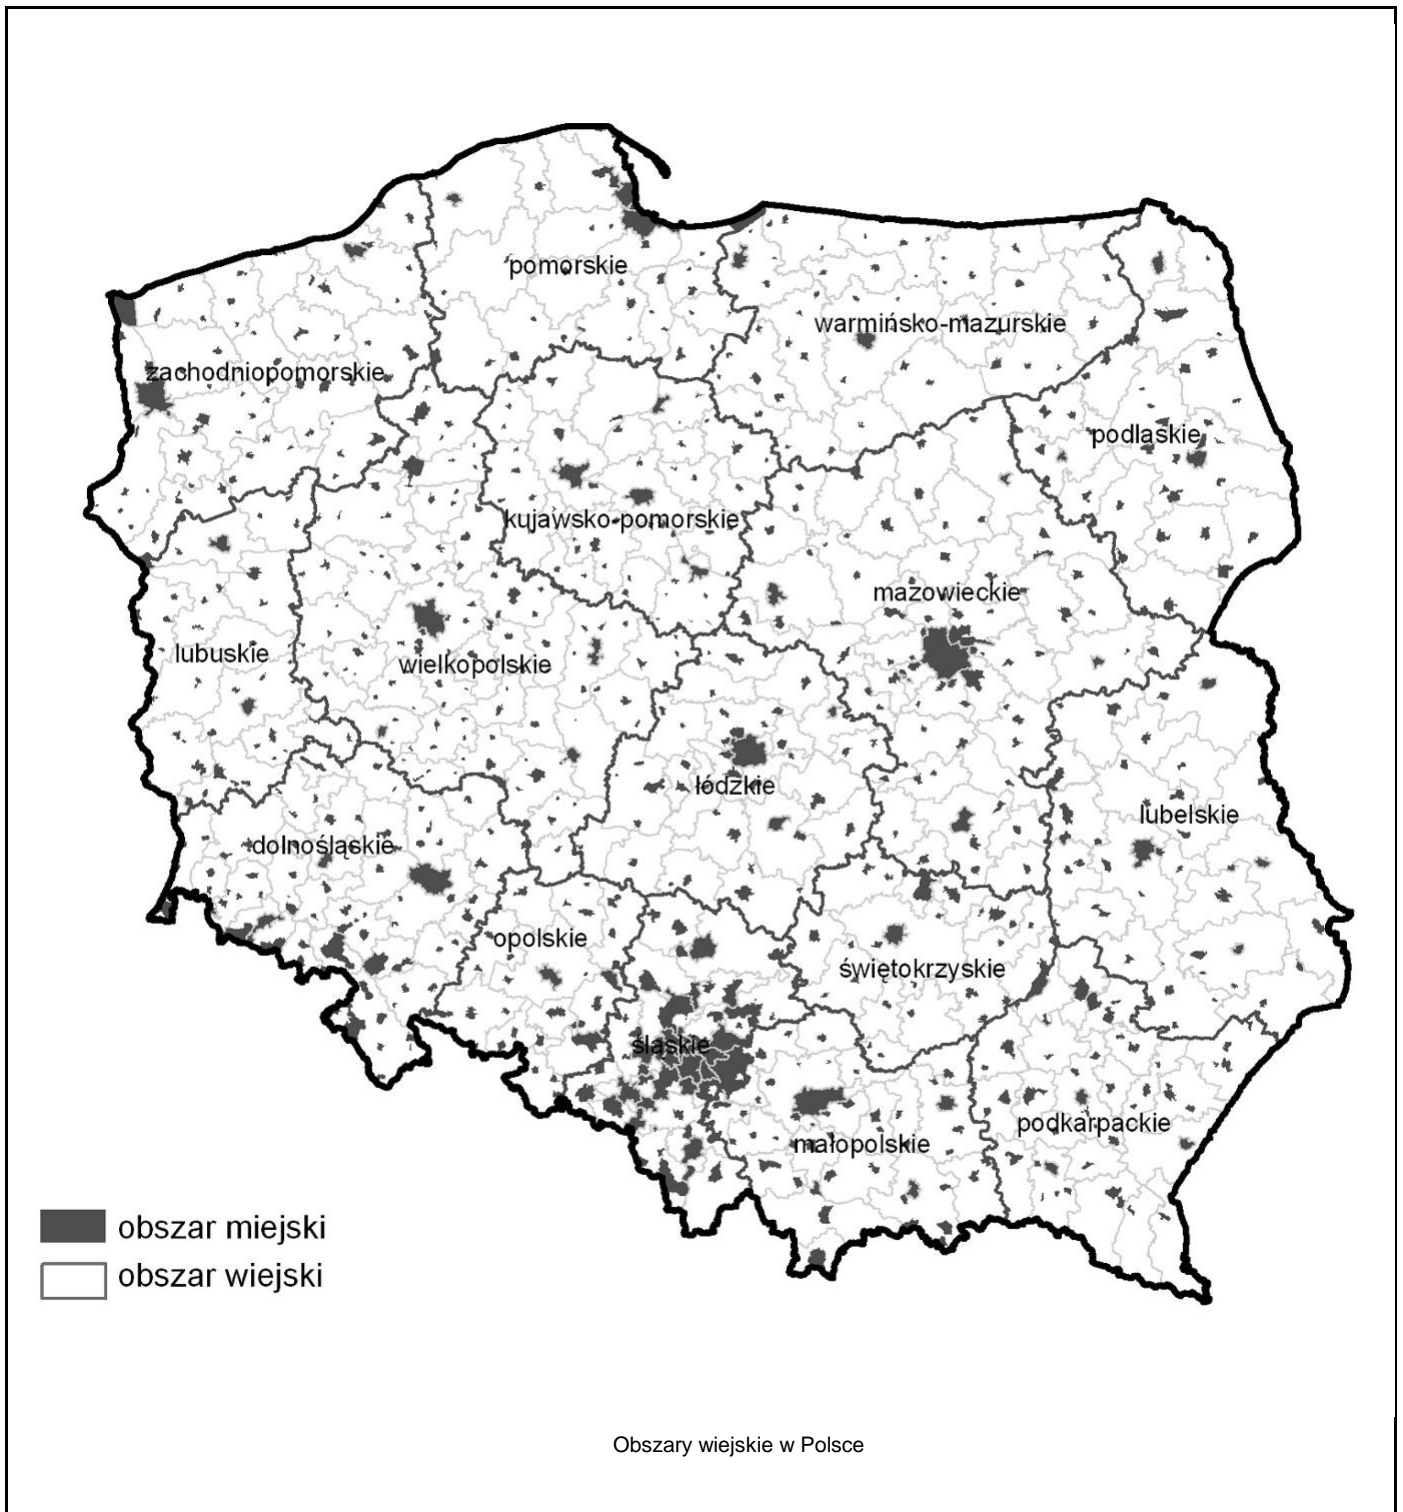 pomorskie
warmińsko-mazurskie
zachodniopomorskie
podlaskie
kujawsko-pomorskie
mazowieckie
lubuskie
wielkopolskie
łódzkie
lubelskie
dolnośląskie
opolskie
świętokrzyskie
śląskie
podkarpackie
małopolskie
obszar miejski
obszar wiejski
Obszary wiejskie w Polsce